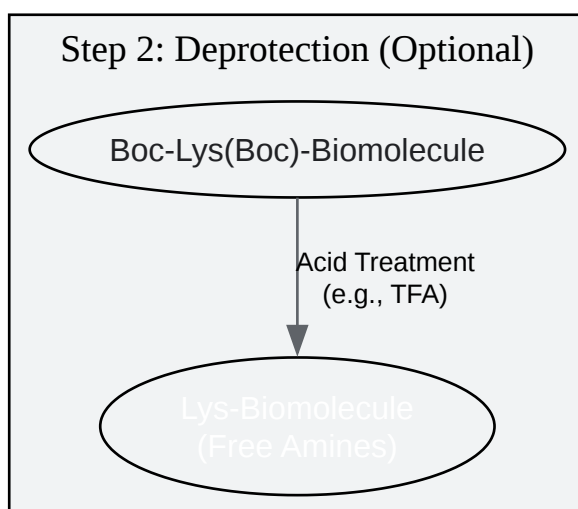 Step 2: Deprotection (Optional)
Boc-Lys(Boc)-Biomolecule
Acid Treatment
(e.g., TFA)
Lys-Biomolecule
(Free Amines)